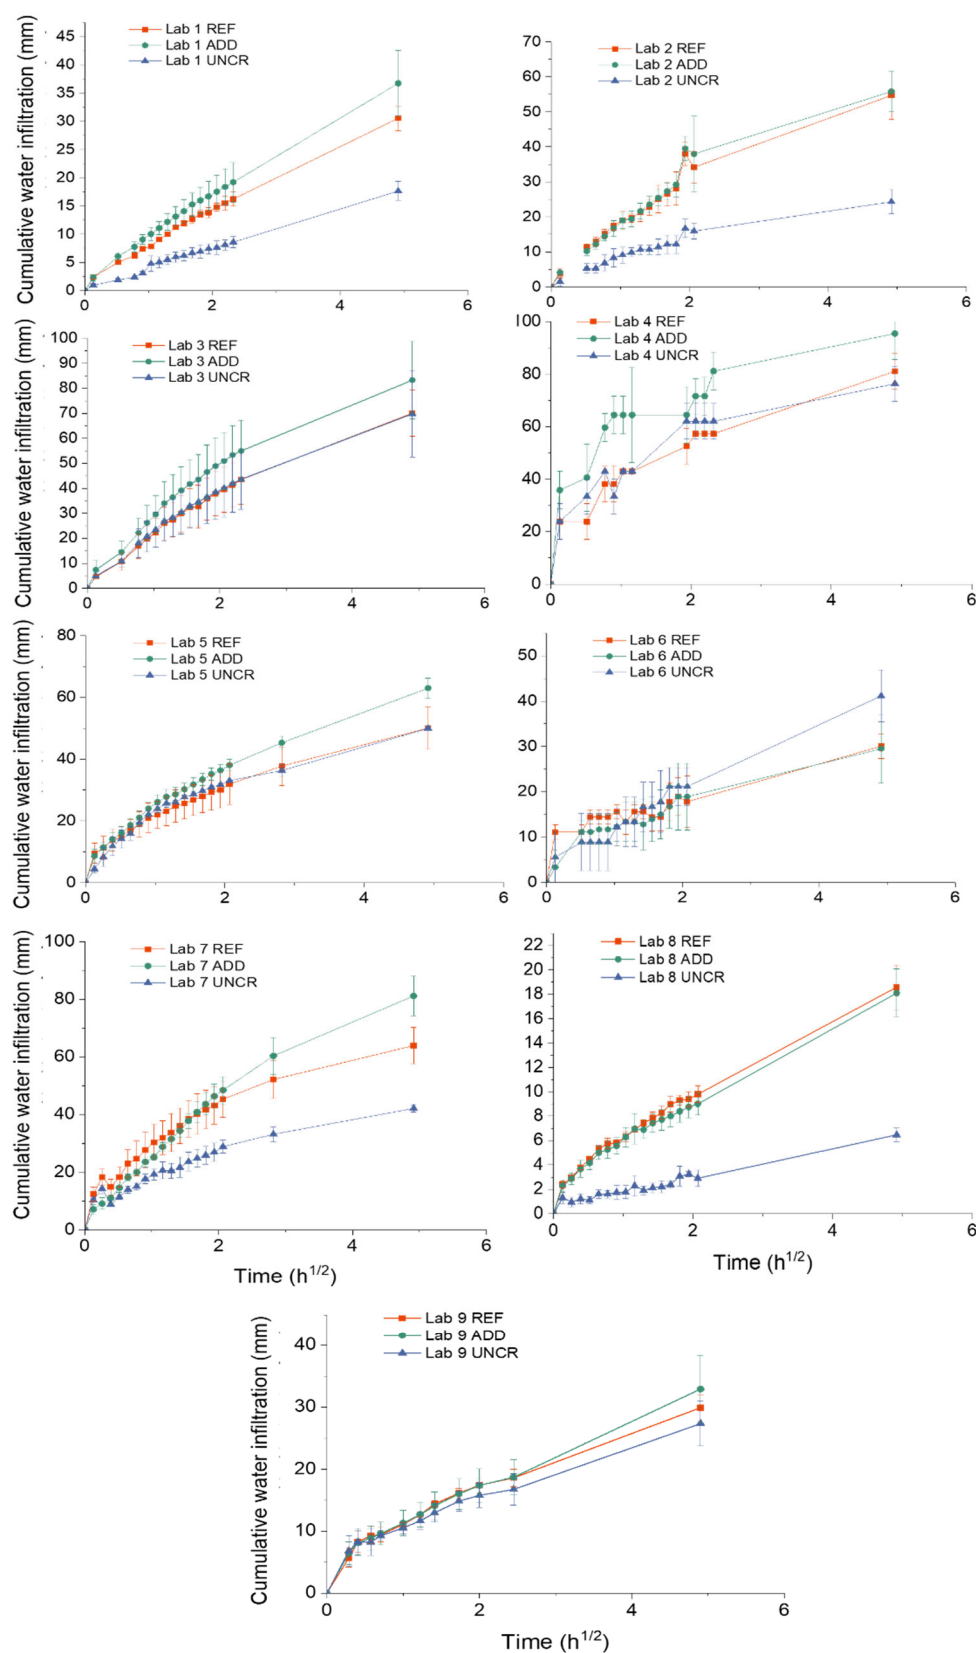 Cumulative water infiltration (mm)
45
40
35
30
25
20
15
10
5
0
Lab 1 REF
Lab 1 ADD
Lab 1 UNCR
0 2 4 6
70
60
50
40
30
20
10
0
Lab 2 REF
Lab 2 ADD
Lab 2 UNCR
0 2 4 6
Cumulative water infiltration (mm)
100
90
80
70
60
50
40
30
20
10
0
Lab 3 REF
Lab 3 ADD
Lab 3 UNCR
0 2 4 6
100
80
60
40
20
0
Lab 4 REF
Lab 4 ADD
Lab 4 UNCR
0 2 4 6
Cumulative water infiltration (mm)
80
60
40
20
0
Lab 5 REF
Lab 5 ADD
Lab 5 UNCR
0 2 4 6
50
40
30
20
10
0
Lab 6 REF
Lab 6 ADD
Lab 6 UNCR
0 2 4 6
Cumulative water infiltration (mm)
100
80
60
40
20
0
Lab 7 REF
Lab 7 ADD
Lab 7 UNCR
0 2 4 6
Time (h1/2)
22
20
18
16
14
12
10
8
6
4
2
0
Lab 8 REF
Lab 8 ADD
Lab 8 UNCR
0 2 4 6
Time (h1/2)
Cumulative water infiltration (mm)
40
30
20
10
0
Lab 9 REF
Lab 9 ADD
Lab 9 UNCR
0 2 4 6
Time (h1/2)